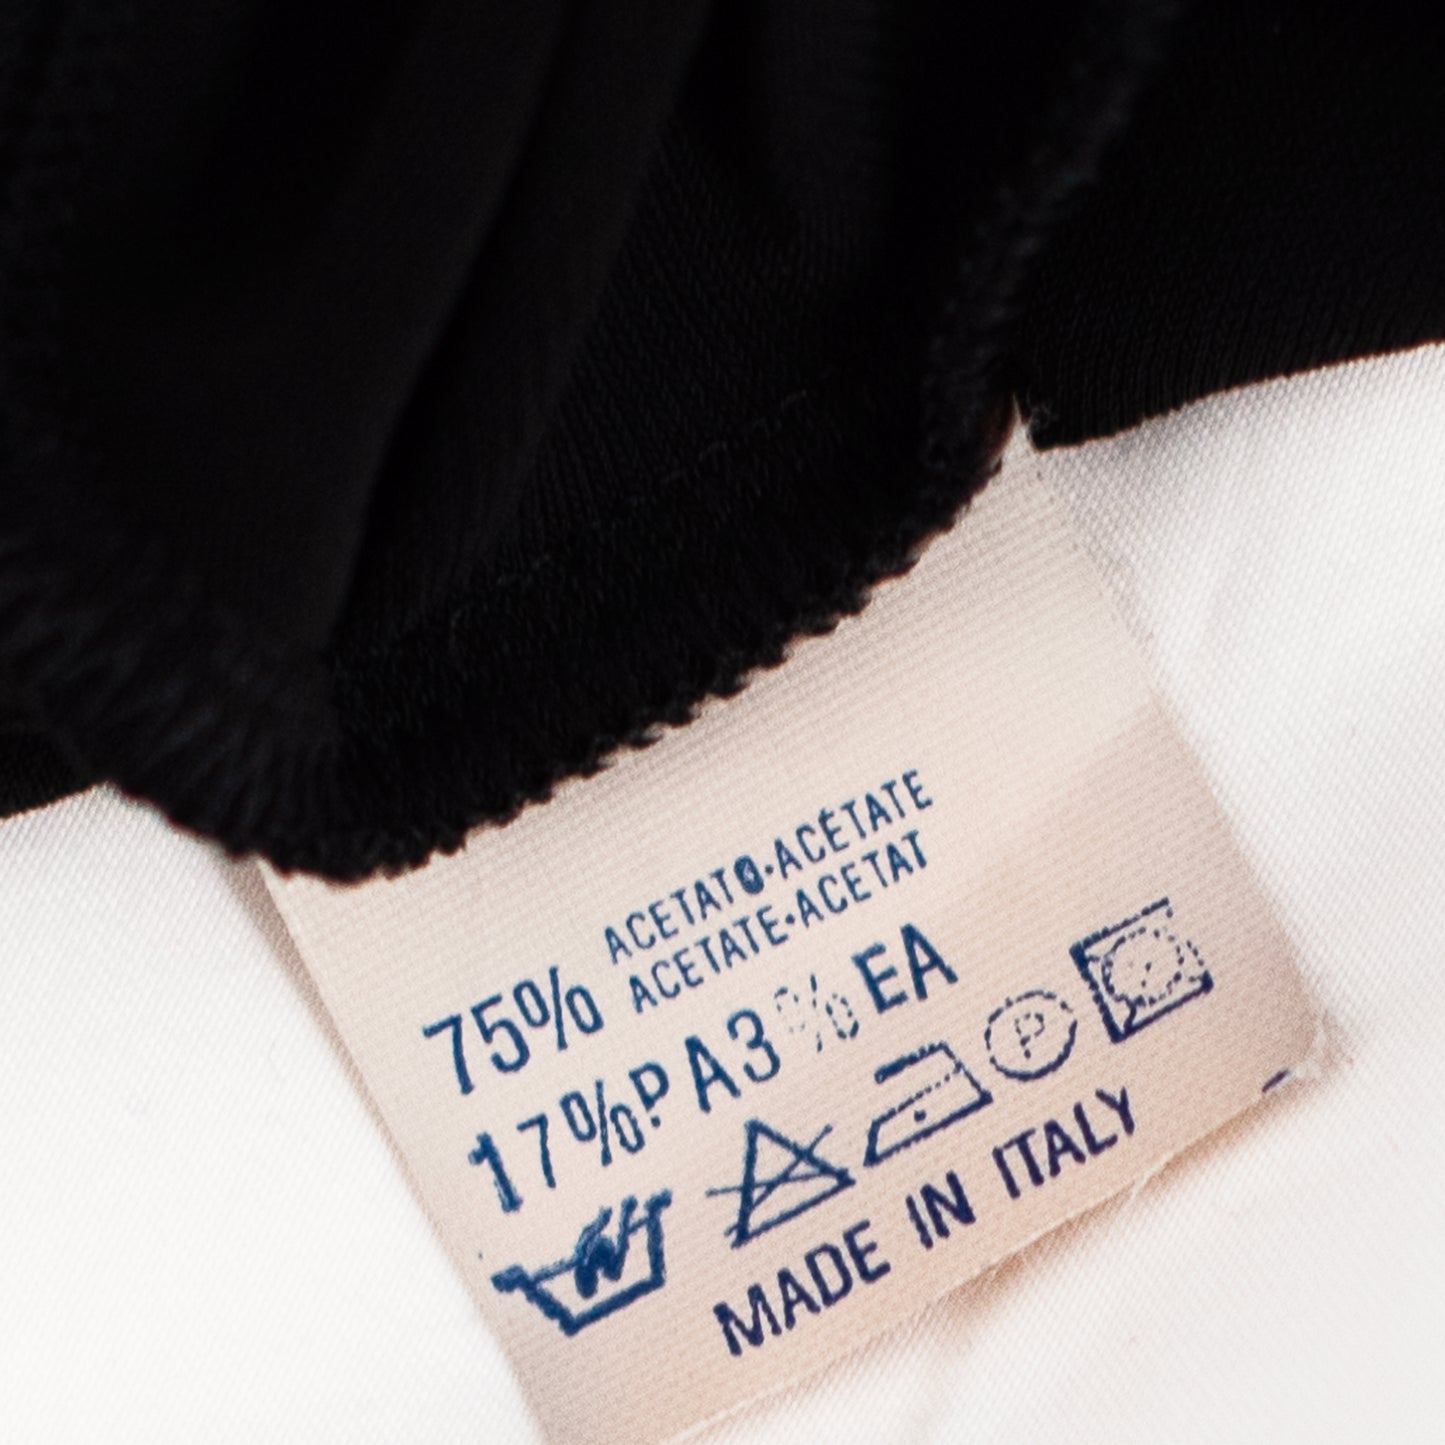 ACETATO·ACÉTATE
75% ACETATE·ACETAT
17% PA 3% EA
P
MADE IN ITALY